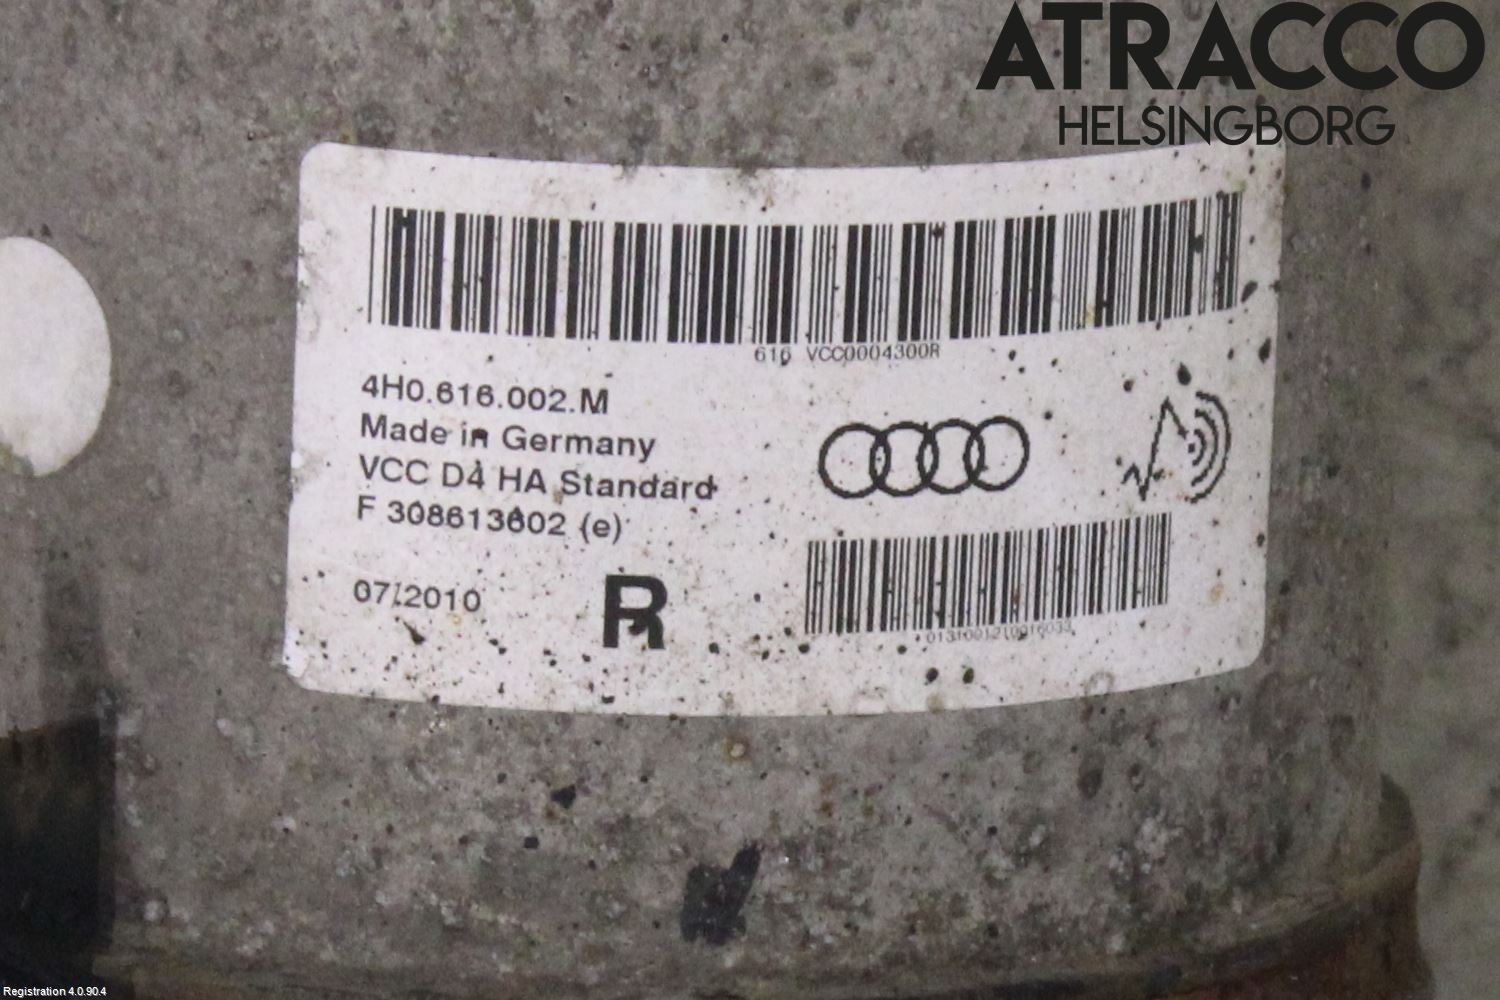 ATRACCO
HELSINGBORG
616 VCC0004300R
4H0.616.002.M
Made in Germany
VCC D4 HA Standard
F 308613602 (e)
07.2010
R
Registration 4.0.90.4